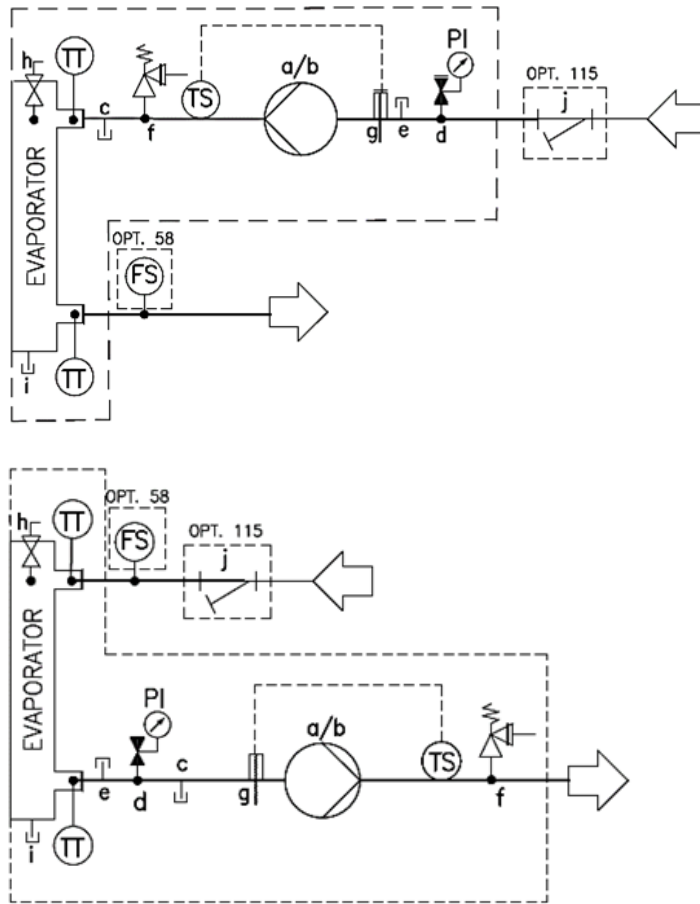 PI
OPT. 115
h TT a/b j
TS
c
f g e d
EVAPORATOR
OPT. 58
FS
TT
i
OPT. 58
OPT. 115
h TT FS j
EVAPORATOR
PI
a/b
c TS
e d g f
i TT